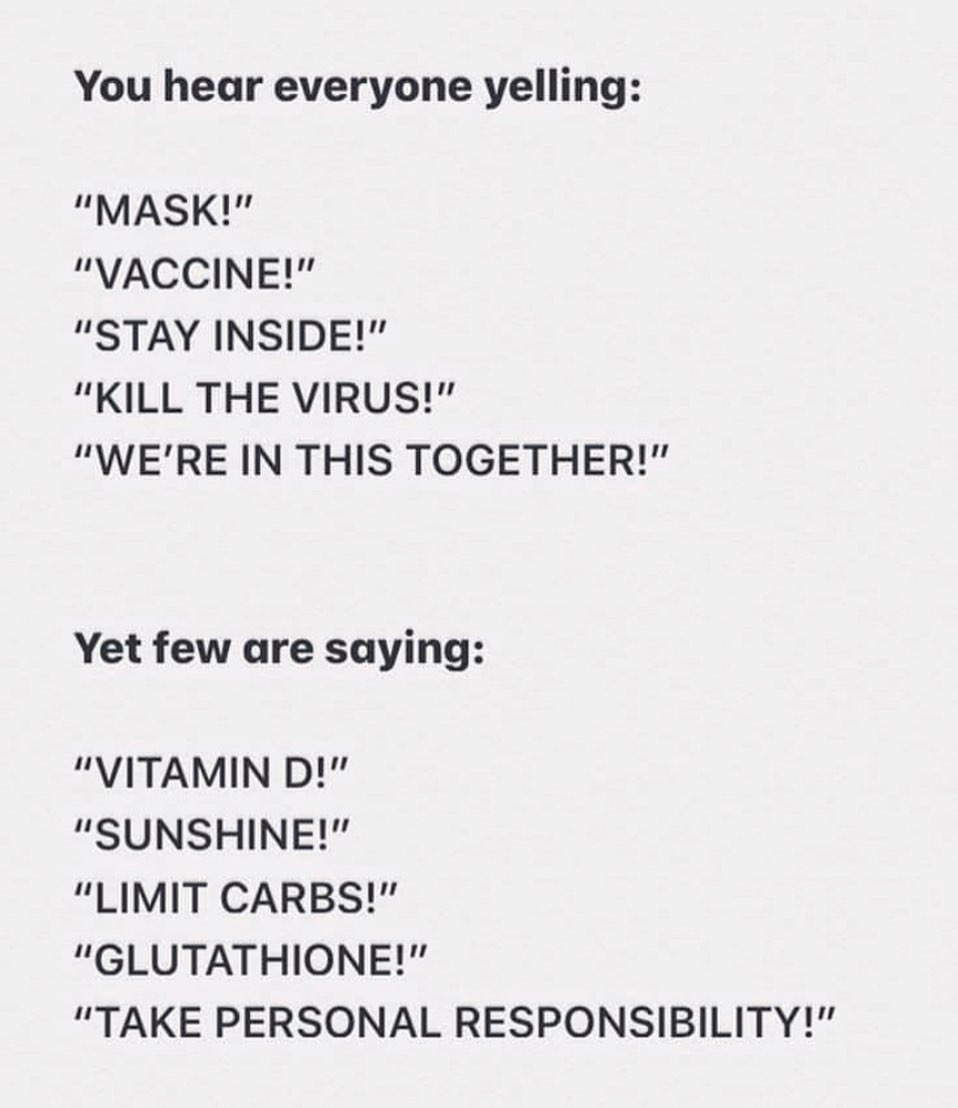 You hear everyone yelling:
“MASK!”
“VACCINE!”
“STAY INSIDE!”
“KILL THE VIRUS!”
“WE’RE IN THIS TOGETHER!”
Yet few are saying:
“VITAMIN D!”
“SUNSHINE!”
“LIMIT CARBS!”
“GLUTATHIONE!”
“TAKE PERSONAL RESPONSIBILITY!”